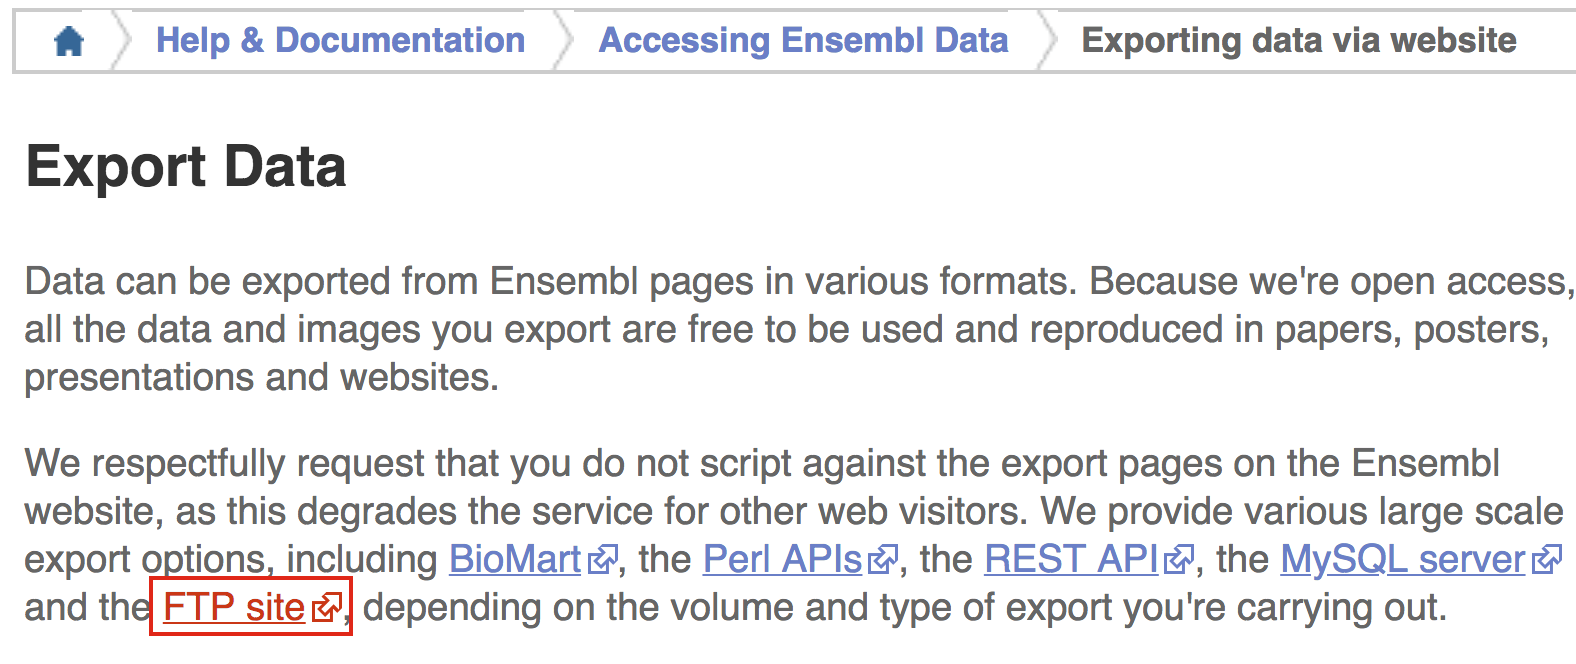 Help & Documentation Accessing Ensembl Data Exporting data via website
Export Data
Data can be exported from Ensembl pages in various formats. Because we're open access,
all the data and images you export are free to be used and reproduced in papers, posters,
presentations and websites.
We respectfully request that you do not script against the export pages on the Ensembl
website, as this degrades the service for other web visitors. We provide various large scale
export options, including BioMart, the Perl APIs, the REST API, the MySQL server
and the FTP site, depending on the volume and type of export you're carrying out.